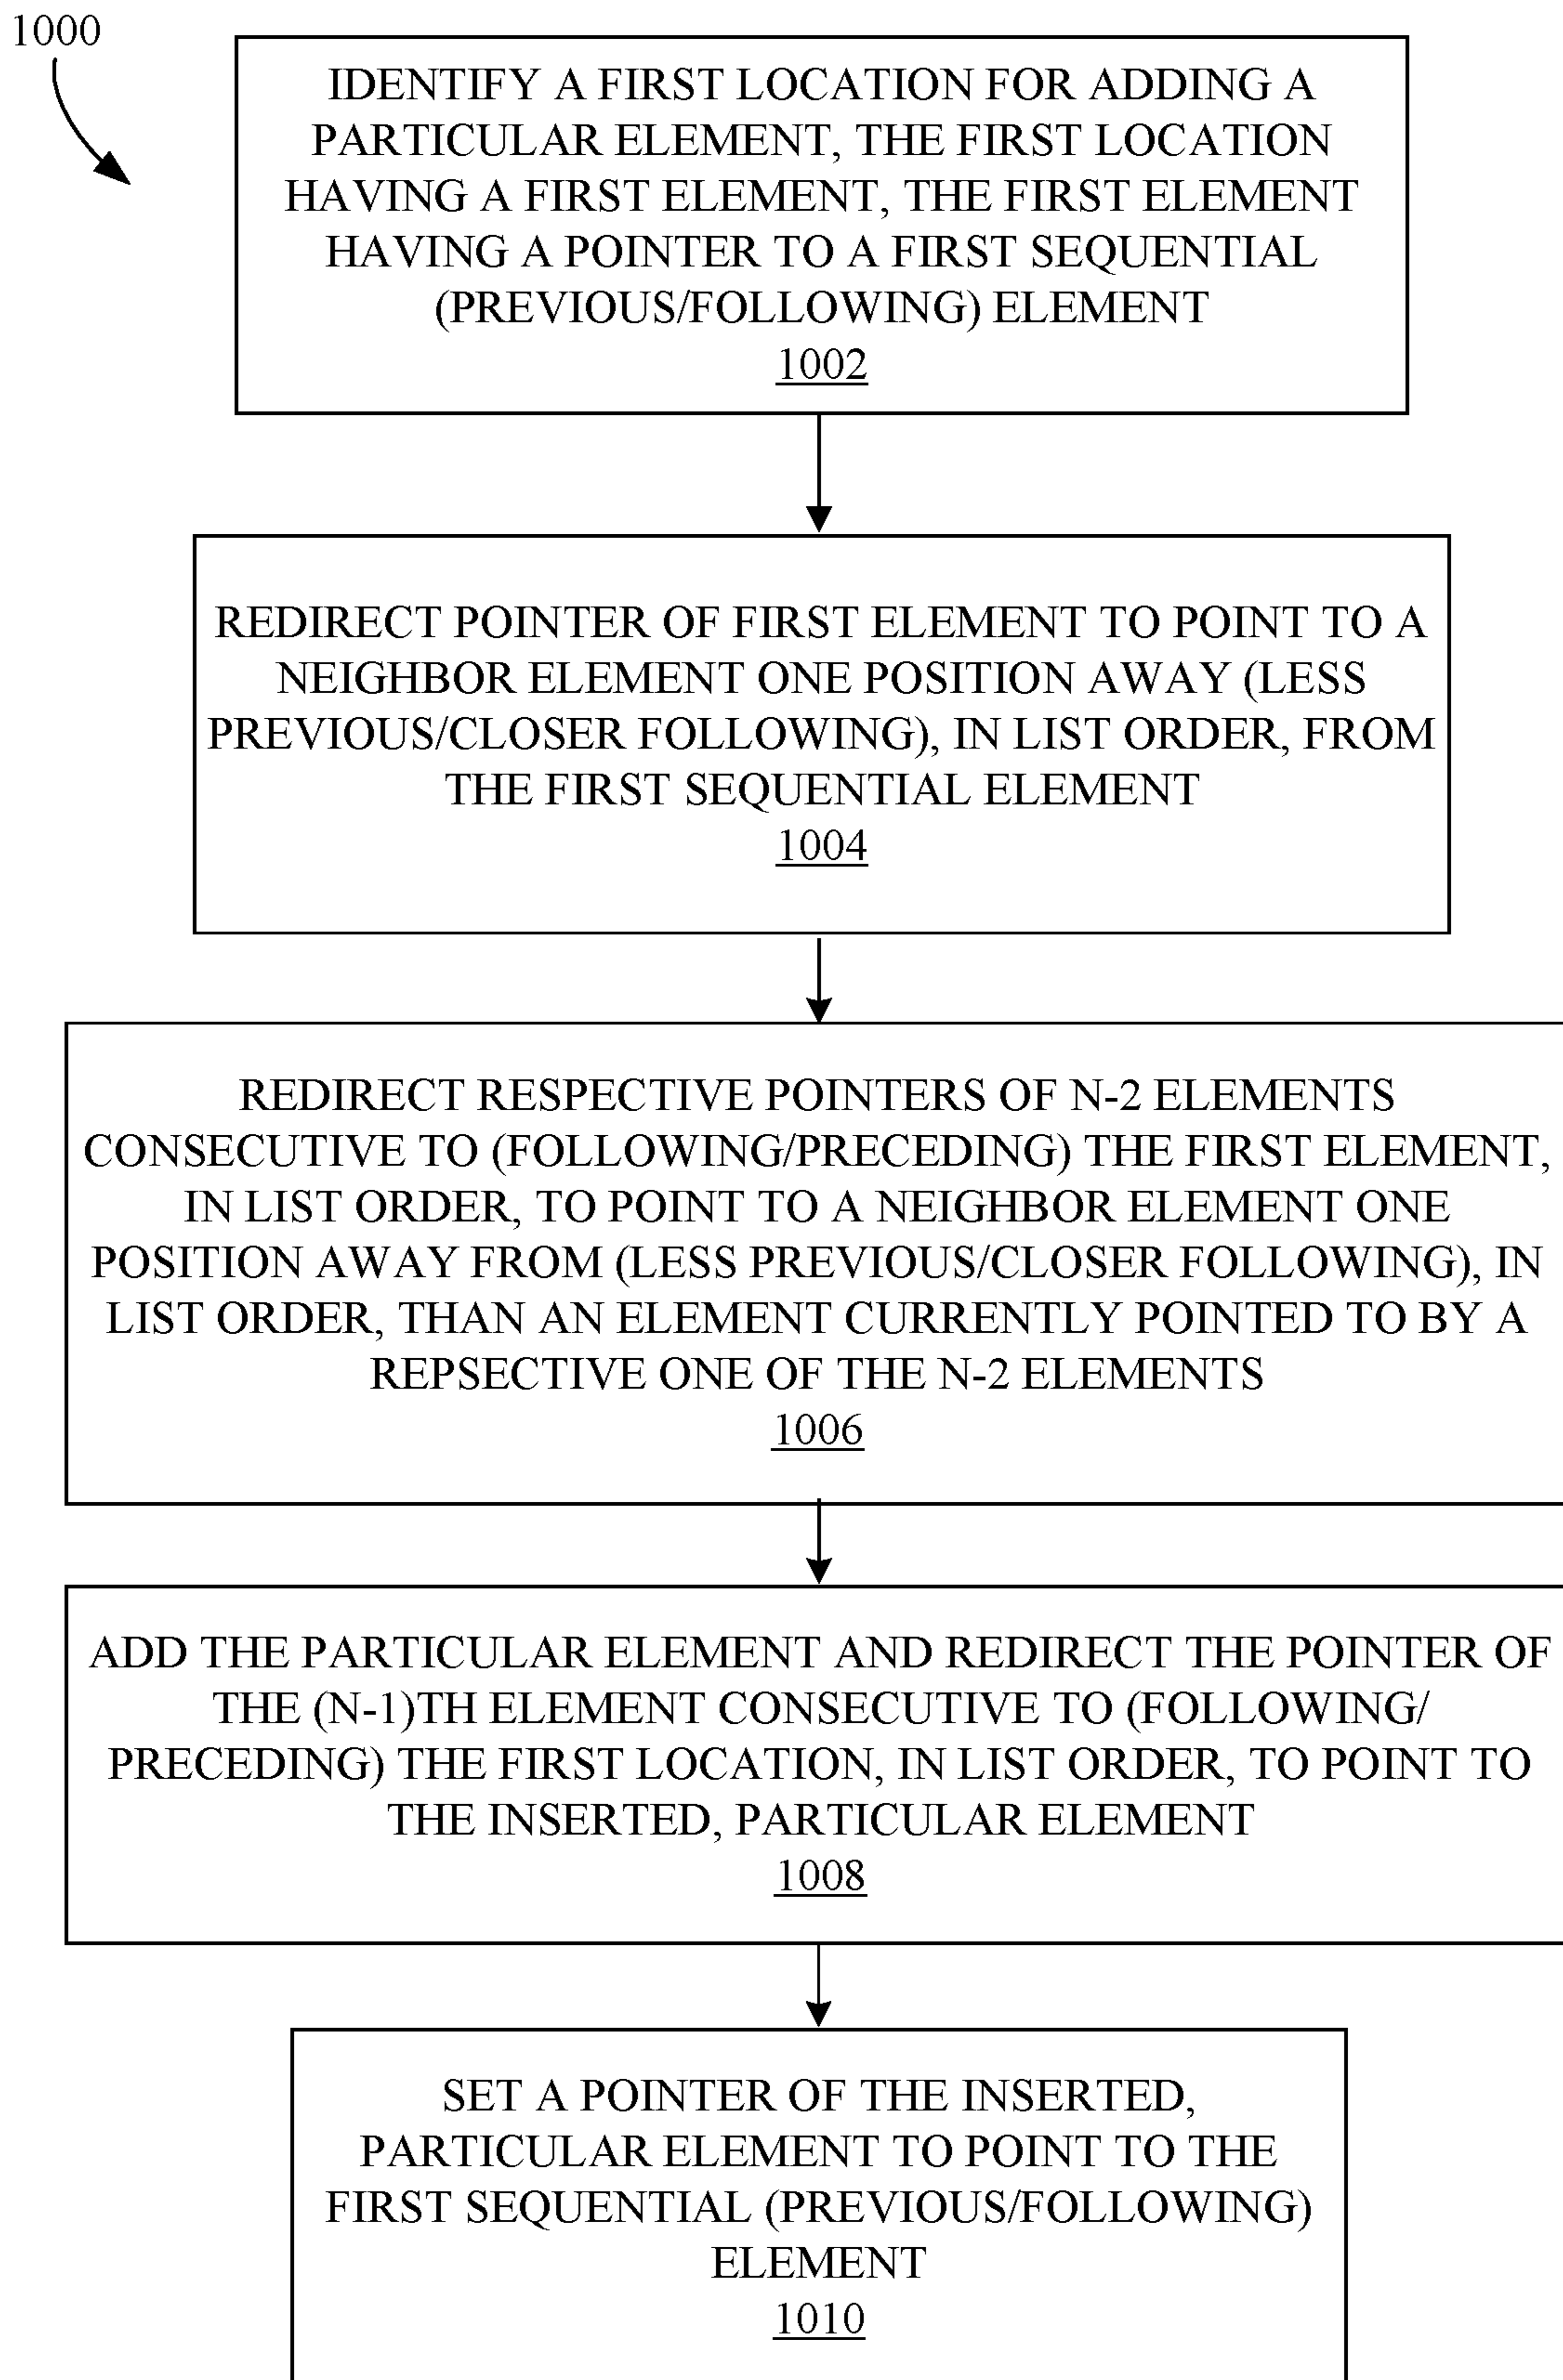 1000
IDENTIFY A FIRST LOCATION FOR ADDING A
PARTICULAR ELEMENT, THE FIRST LOCATION
HAVING A FIRST ELEMENT, THE FIRST ELEMENT
HAVING A POINTER TO A FIRST SEQUENTIAL
(PREVIOUS/FOLLOWING) ELEMENT
1002
REDIRECT POINTER OF FIRST ELEMENT TO POINT TO A
NEIGHBOR ELEMENT ONE POSITION AWAY (LESS
PREVIOUS/CLOSER FOLLOWING), IN LIST ORDER, FROM
THE FIRST SEQUENTIAL ELEMENT
1004
REDIRECT RESPECTIVE POINTERS OF N-2 ELEMENTS
CONSECUTIVE TO (FOLLOWING/PRECEDING) THE FIRST ELEMENT,
IN LIST ORDER, TO POINT TO A NEIGHBOR ELEMENT ONE
POSITION AWAY FROM (LESS PREVIOUS/CLOSER FOLLOWING), IN
LIST ORDER, THAN AN ELEMENT CURRENTLY POINTED TO BY A
REPSECTIVE ONE OF THE N-2 ELEMENTS
1006
ADD THE PARTICULAR ELEMENT AND REDIRECT THE POINTER OF
THE (N-1)TH ELEMENT CONSECUTIVE TO (FOLLOWING/
PRECEDING) THE FIRST LOCATION, IN LIST ORDER, TO POINT TO
THE INSERTED, PARTICULAR ELEMENT
1008
SET A POINTER OF THE INSERTED,
PARTICULAR ELEMENT TO POINT TO THE
FIRST SEQUENTIAL (PREVIOUS/FOLLOWING)
ELEMENT
1010